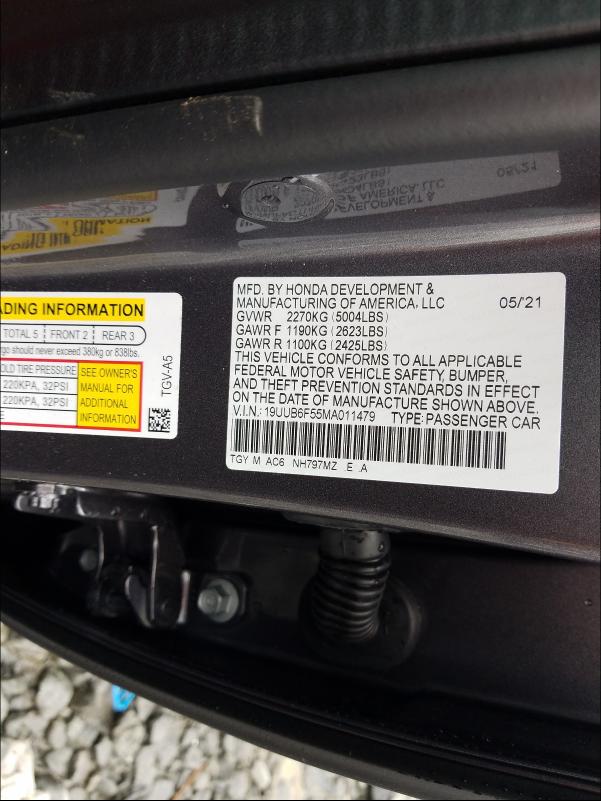 ADING INFORMATION
TOTAL 5 FRONT 2 REAR 3
rgo should never exceed 380kg or 838lbs.
OLD TIRE PRESSURE
220KPA, 32PSI
220KPA, 32PSI
SEE OWNER'S
MANUAL FOR
ADDITIONAL
INFORMATION
TGV-A5
MFD. BY HONDA DEVELOPMENT &
MANUFACTURING OF AMERICA, LLC 05/21
GVWR 2270KG (5004LBS)
GAWR F 1190KG (2623LBS)
GAWR R 1100KG (2425LBS)
THIS VEHICLE CONFORMS TO ALL APPLICABLE
FEDERAL MOTOR VEHICLE SAFETY, BUMPER,
AND THEFT PREVENTION STANDARDS IN EFFECT
ON THE DATE OF MANUFACTURE SHOWN ABOVE.
V.I.N.: 19UUB6F55MA011479 TYPE: PASSENGER CAR
TGY M AC6 NH797MZ E .A